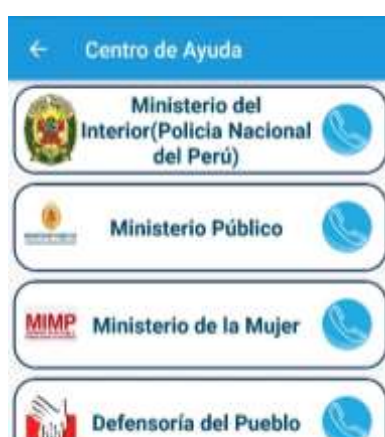 Centro de Ayuda
Ministerio del
Interior(Policia Nacional
del Perú)
Ministerio Público
MIMP Ministerio de la Mujer
Defensoría del Pueblo